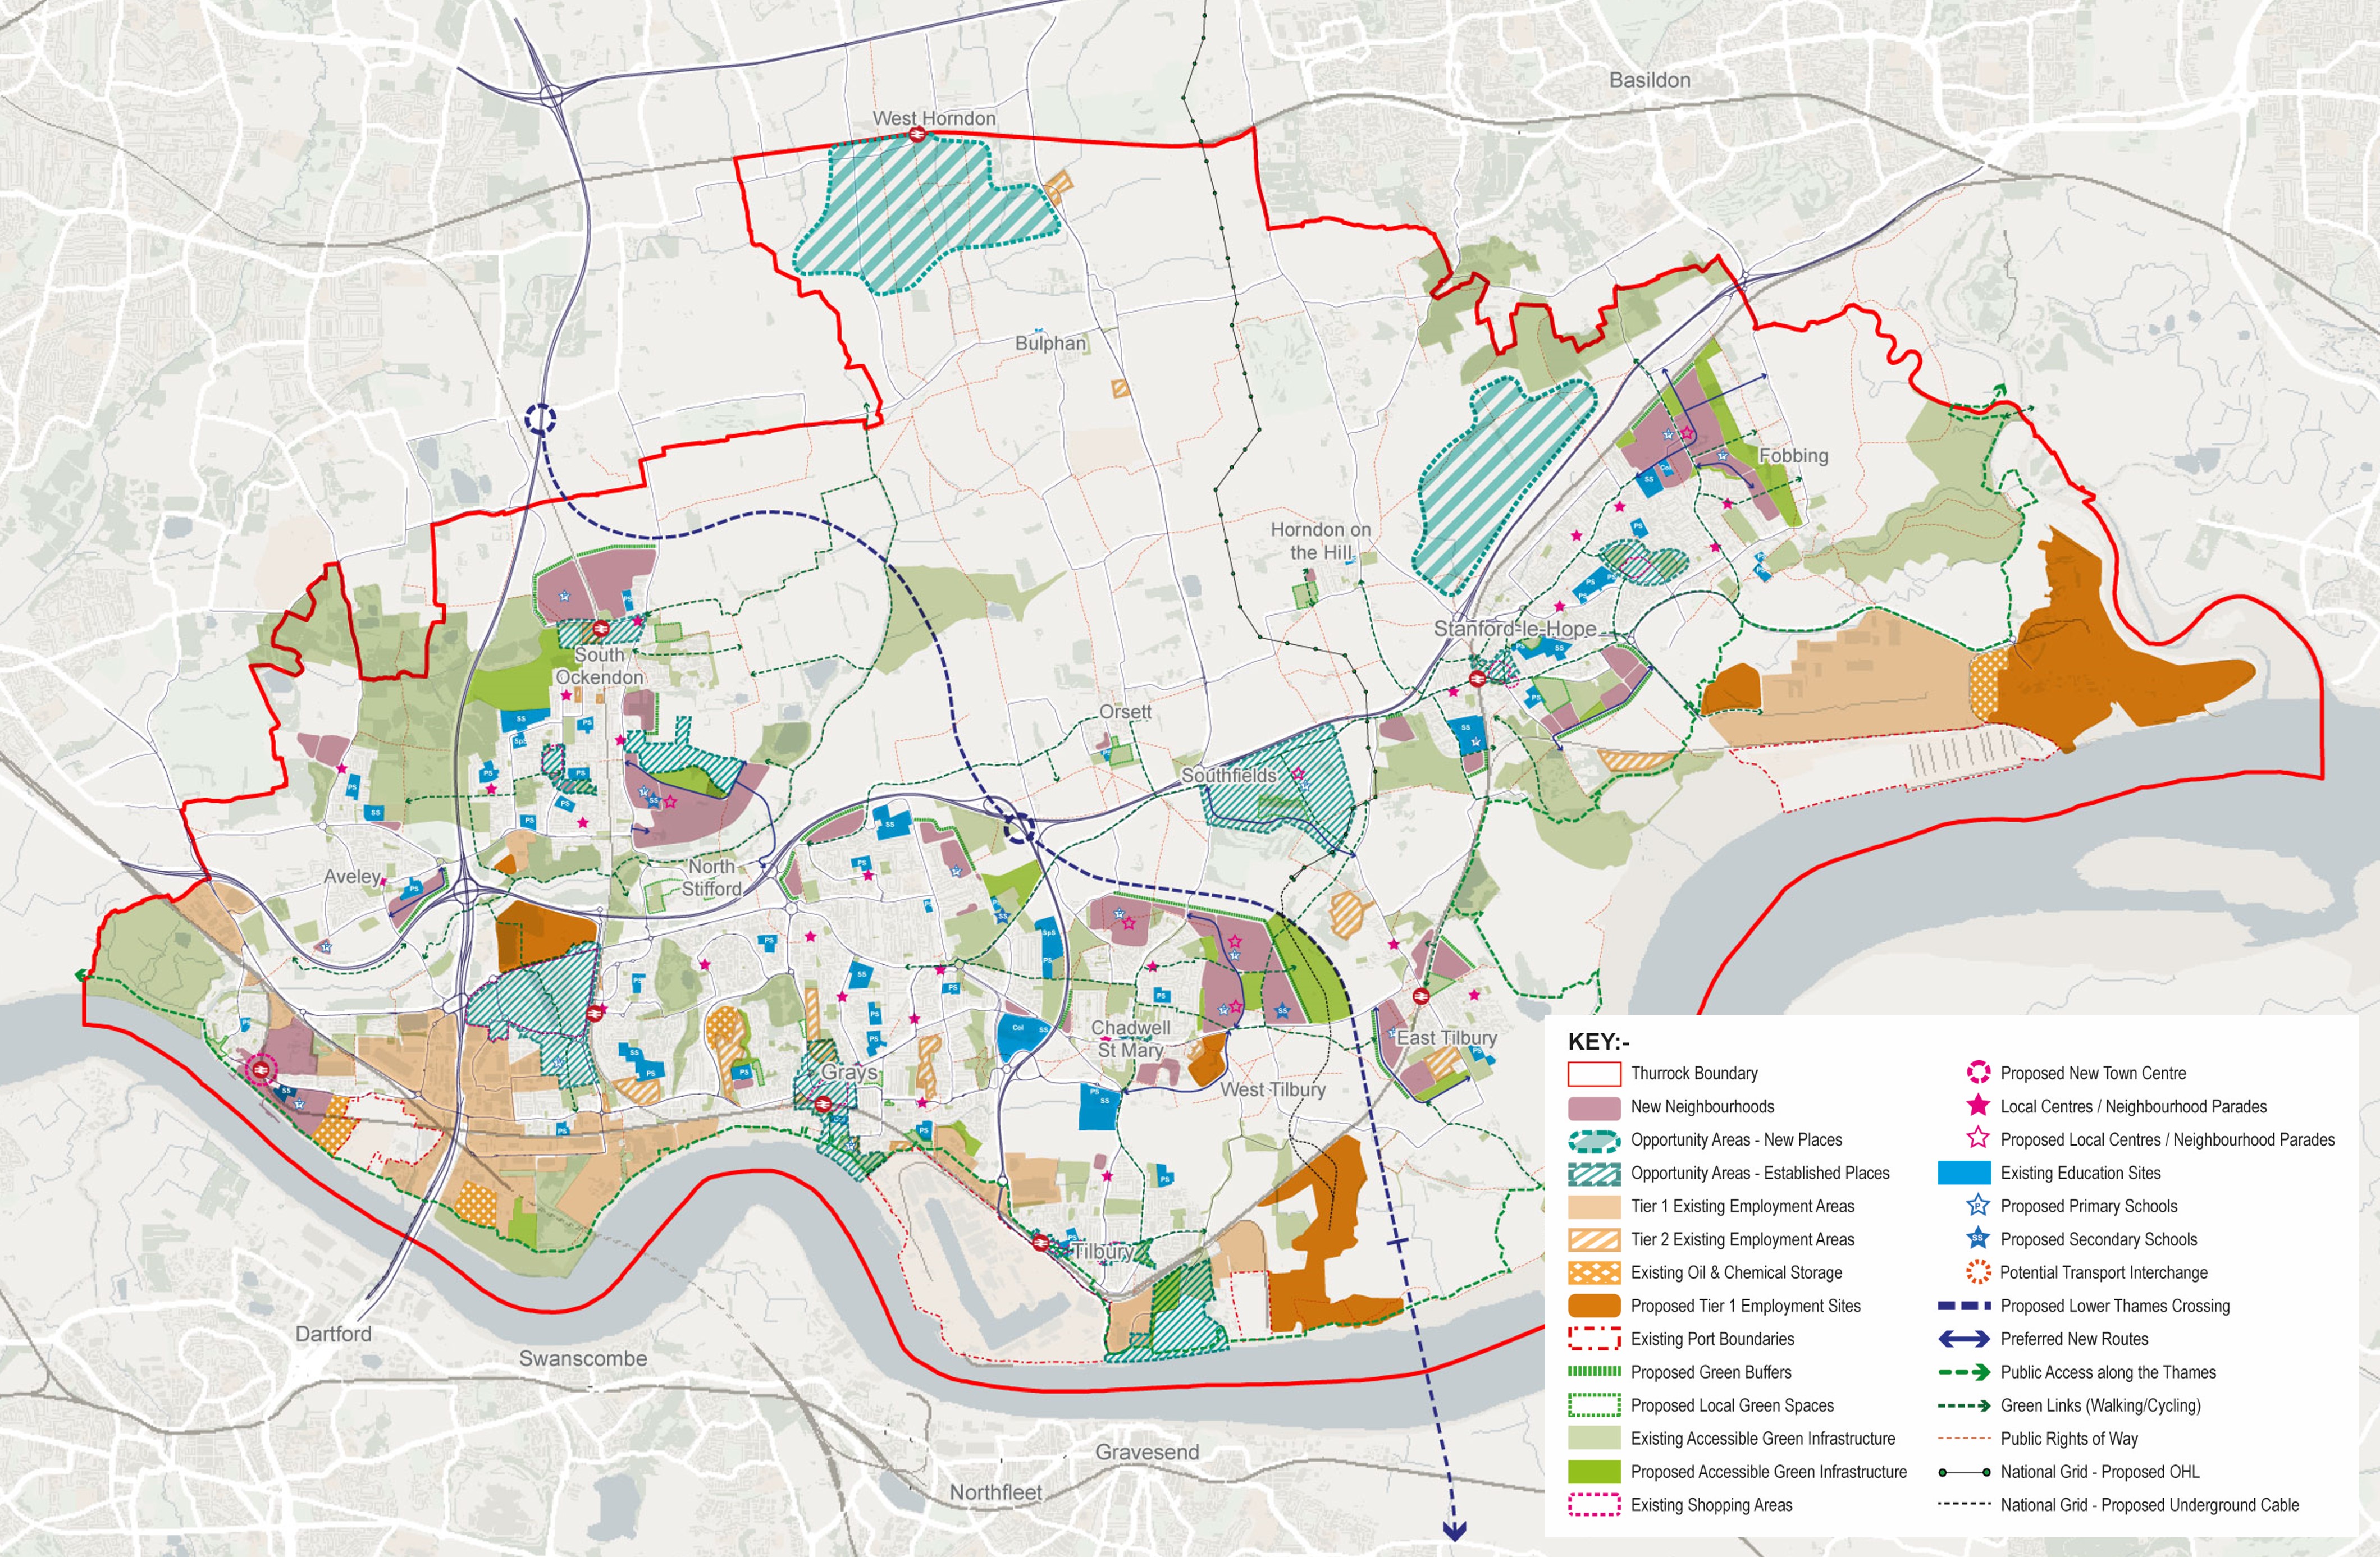 Basildon
West Horndon
Bulphan
Fobbing
Horndon on
the Hill
Stanford-le-Hope
South
Ockendon
Orsett
Southfields
North
Stifford
Aveley
Chadwell
St Mary
East Tilbury
Grays
West Tilbury
Tilbury
Dartford
Swanscombe
Gravesend
Northfleet
KEY:-
Thurrock Boundary
New Neighbourhoods
Opportunity Areas - New Places
Opportunity Areas - Established Places
Tier 1 Existing Employment Areas
Tier 2 Existing Employment Areas
Existing Oil & Chemical Storage
Proposed Tier 1 Employment Sites
Existing Port Boundaries
Proposed Green Buffers
Proposed Local Green Spaces
Existing Accessible Green Infrastructure
Proposed Accessible Green Infrastructure
Existing Shopping Areas
Proposed New Town Centre
Local Centres / Neighbourhood Parades
Proposed Local Centres / Neighbourhood Parades
Existing Education Sites
Proposed Primary Schools
Proposed Secondary Schools
Potential Transport Interchange
Proposed Lower Thames Crossing
Preferred New Routes
Public Access along the Thames
Green Links (Walking/Cycling)
Public Rights of Way
National Grid - Proposed OHL
National Grid - Proposed Underground Cable